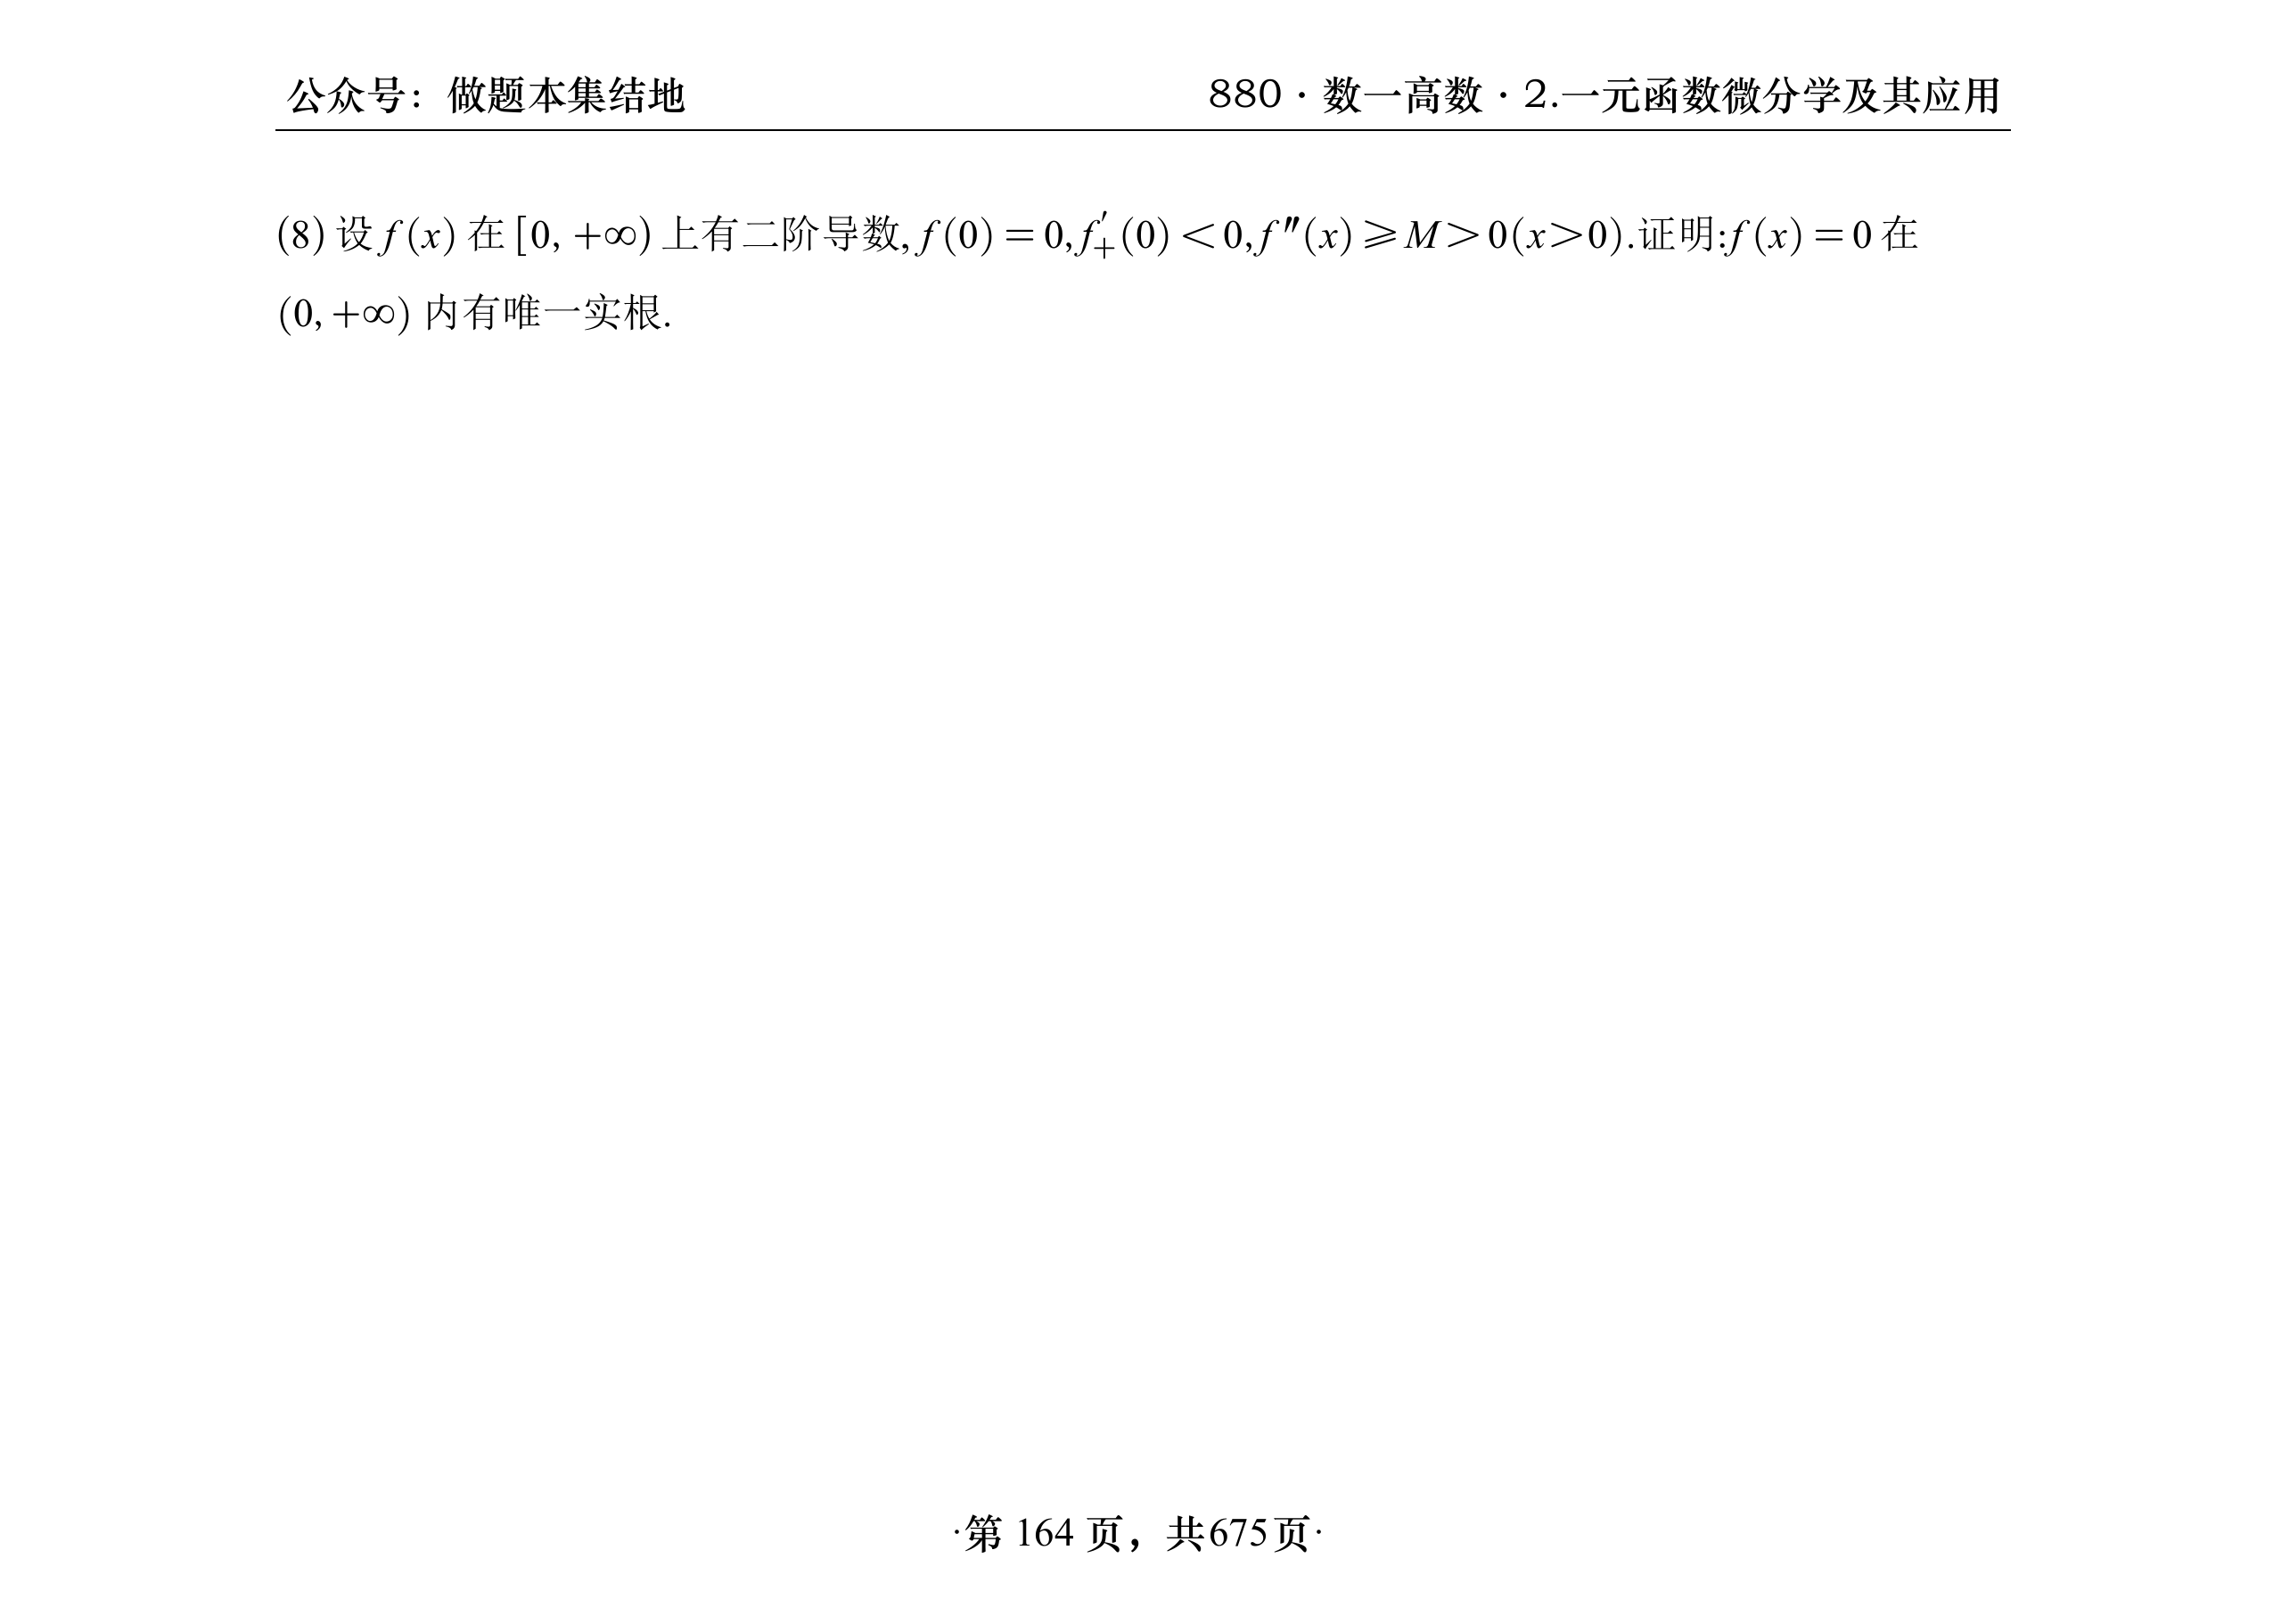 公众号：做题本集结地
880·数一高数·2.一元函数微分学及其应用
(8) 设 f(x) 在 [0, +∞) 上有二阶导数,f(0) = 0,f′₊(0) < 0,f″(x) ⩾ M > 0(x>0).证明:f(x) = 0 在
(0, +∞) 内有唯一实根.
·第 164 页，共675页·